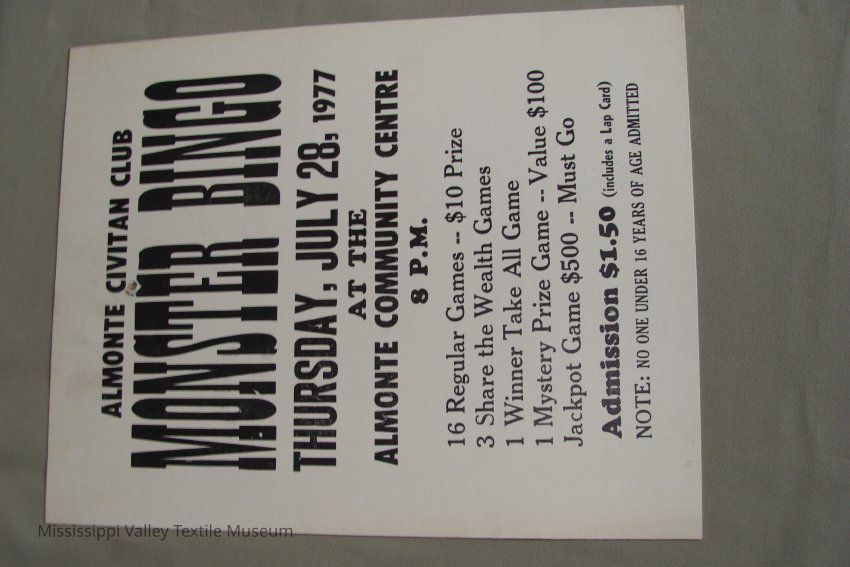 ALMONTE CIVITAN CLUB
MONSTER BINGO
THURSDAY, JULY 28, 1977
AT THE
ALMONTE COMMUNITY CENTRE
8 P.M.
16 Regular Games -- $10 Prize
3 Share the Wealth Games
1 Winner Take All Game
1 Mystery Prize Game -- Value $100
Jackpot Game $500 -- Must Go
Admission $1.50 (includes a Lap Card)
NOTE: NO ONE UNDER 16 YEARS OF AGE ADMITTED
Mississippi Valley Textile Museum